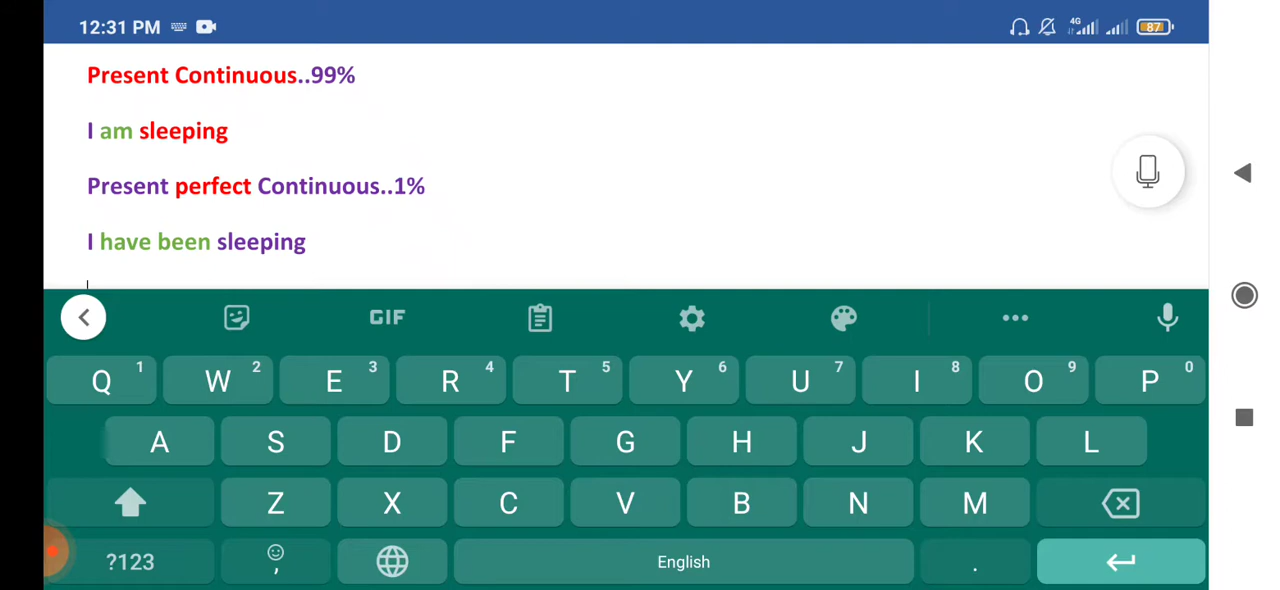 12:31 PM 4G 87
Present Continuous..99%
I am sleeping
Present perfect Continuous..1%
I have been sleeping
GIF
Q 1 W 2 E 3 R 4 T 5 Y 6 U 7 I 8 O 9 P 0
A S D F G H J K L
Z X C V B N M
?123 , English .